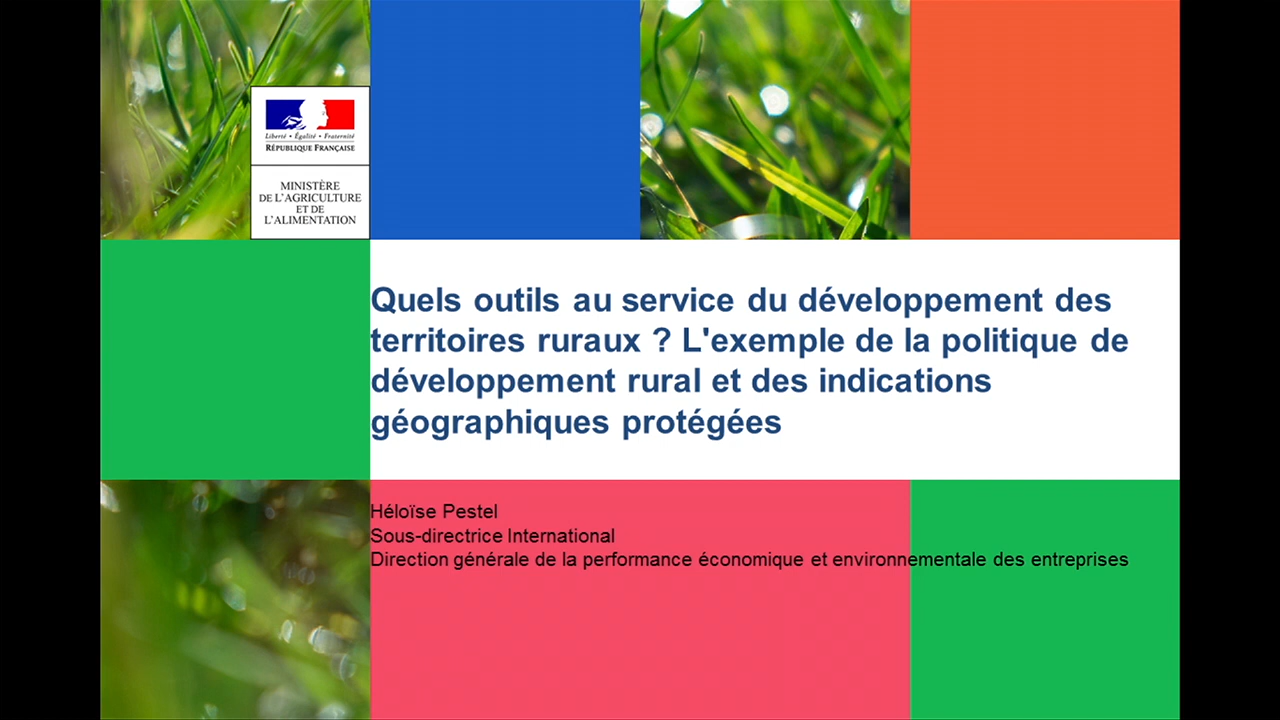 Liberté • Égalité • Fraternité
RÉPUBLIQUE FRANÇAISE
MINISTÈRE
DE L'AGRICULTURE
ET DE
L'ALIMENTATION
Quels outils au service du développement des
territoires ruraux ? L'exemple de la politique de
développement rural et des indications
géographiques protégées
Héloïse Pestel
Sous-directrice International
Direction générale de la performance économique et environnementale des entreprises